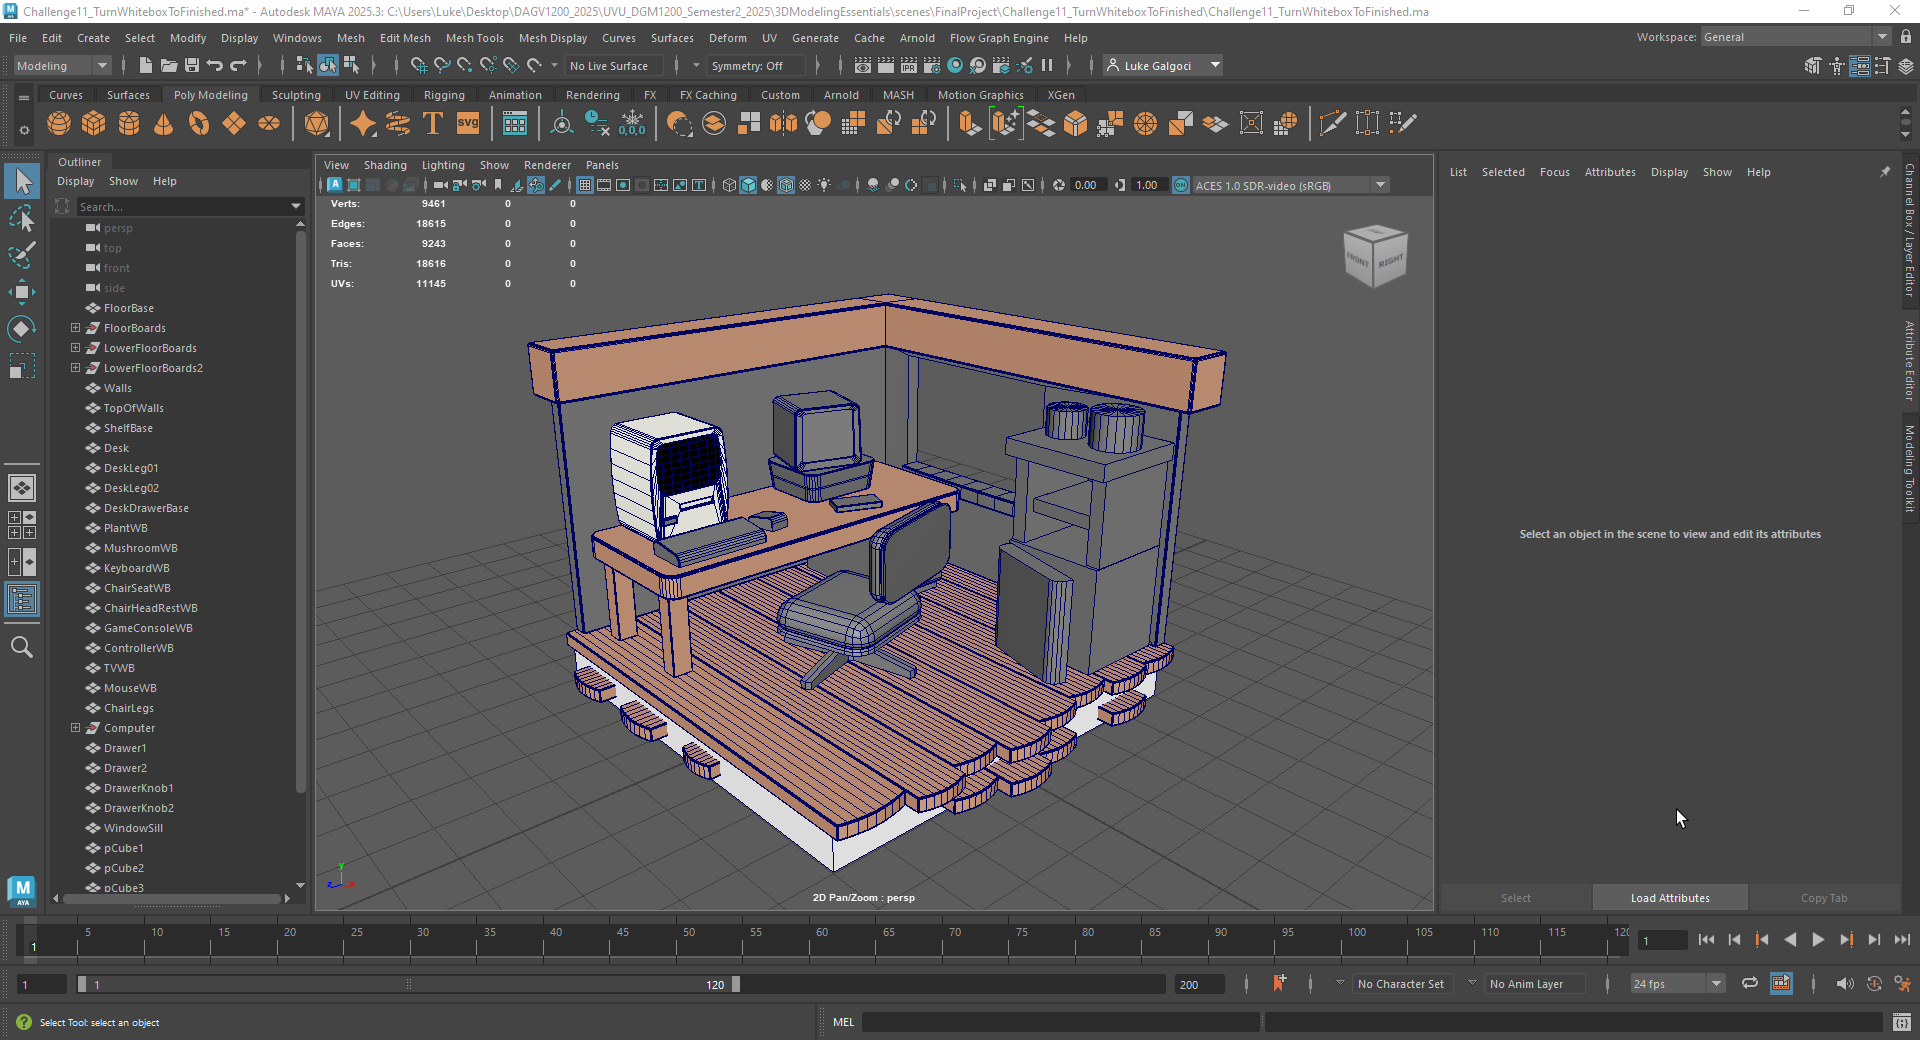 Challenge11_TurnWhiteboxToFinished.ma* - Autodesk MAYA 2025.3: C:\Users\Luke\Desktop\DAGV1200_2025\UVU_DGM1200_Semester2_2025\3DModelingEssentials\scenes\FinalProject\Challenge11_TurnWhiteboxToFinished\Challenge11_TurnWhiteboxToFinished.ma
File Edit Create Select Modify Display Windows Mesh Edit Mesh Mesh Tools Mesh Display Curves Surfaces Deform UV Generate Cache Arnold Flow Graph Engine Help Workspace: General
Modeling No Live Surface Symmetry: Off IPR Luke Galgoci
Curves Surfaces Poly Modeling Sculpting UV Editing Rigging Animation Rendering FX FX Caching Custom Arnold MASH Motion Graphics XGen
T SVG 0,0,0
Outliner
Display Show Help
Search...
persp
top
front
side
FloorBase
FloorBoards
LowerFloorBoards
LowerFloorBoards2
Walls
TopOfWalls
ShelfBase
Desk
DeskLeg01
DeskLeg02
DeskDrawerBase
PlantWB
MushroomWB
KeyboardWB
ChairSeatWB
ChairHeadRestWB
GameConsoleWB
ControllerWB
TVWB
MouseWB
ChairLegs
Computer
Drawer1
Drawer2
DrawerKnob1
DrawerKnob2
WindowSill
pCube1
pCube2
pCube3
View Shading Lighting Show Renderer Panels
0.00 1.00 ACES 1.0 SDR-video (sRGB)
Verts: 9461 0 0
Edges: 18615 0 0
Faces: 9243 0 0
Tris: 18616 0 0
UVs: 11145 0 0
FRONT RIGHT
y
z x
2D Pan/Zoom : persp
List Selected Focus Attributes Display Show Help
Select an object in the scene to view and edit its attributes
Select Load Attributes Copy Tab
Channel Box / Layer Editor
Attribute Editor
Modeling Toolkit
M
AYA
1 5 10 15 20 25 30 35 40 45 50 55 60 65 70 75 80 85 90 95 100 105 110 115 120 1
1 1 120 200 No Character Set No Anim Layer 24 fps
Select Tool: select an object MEL